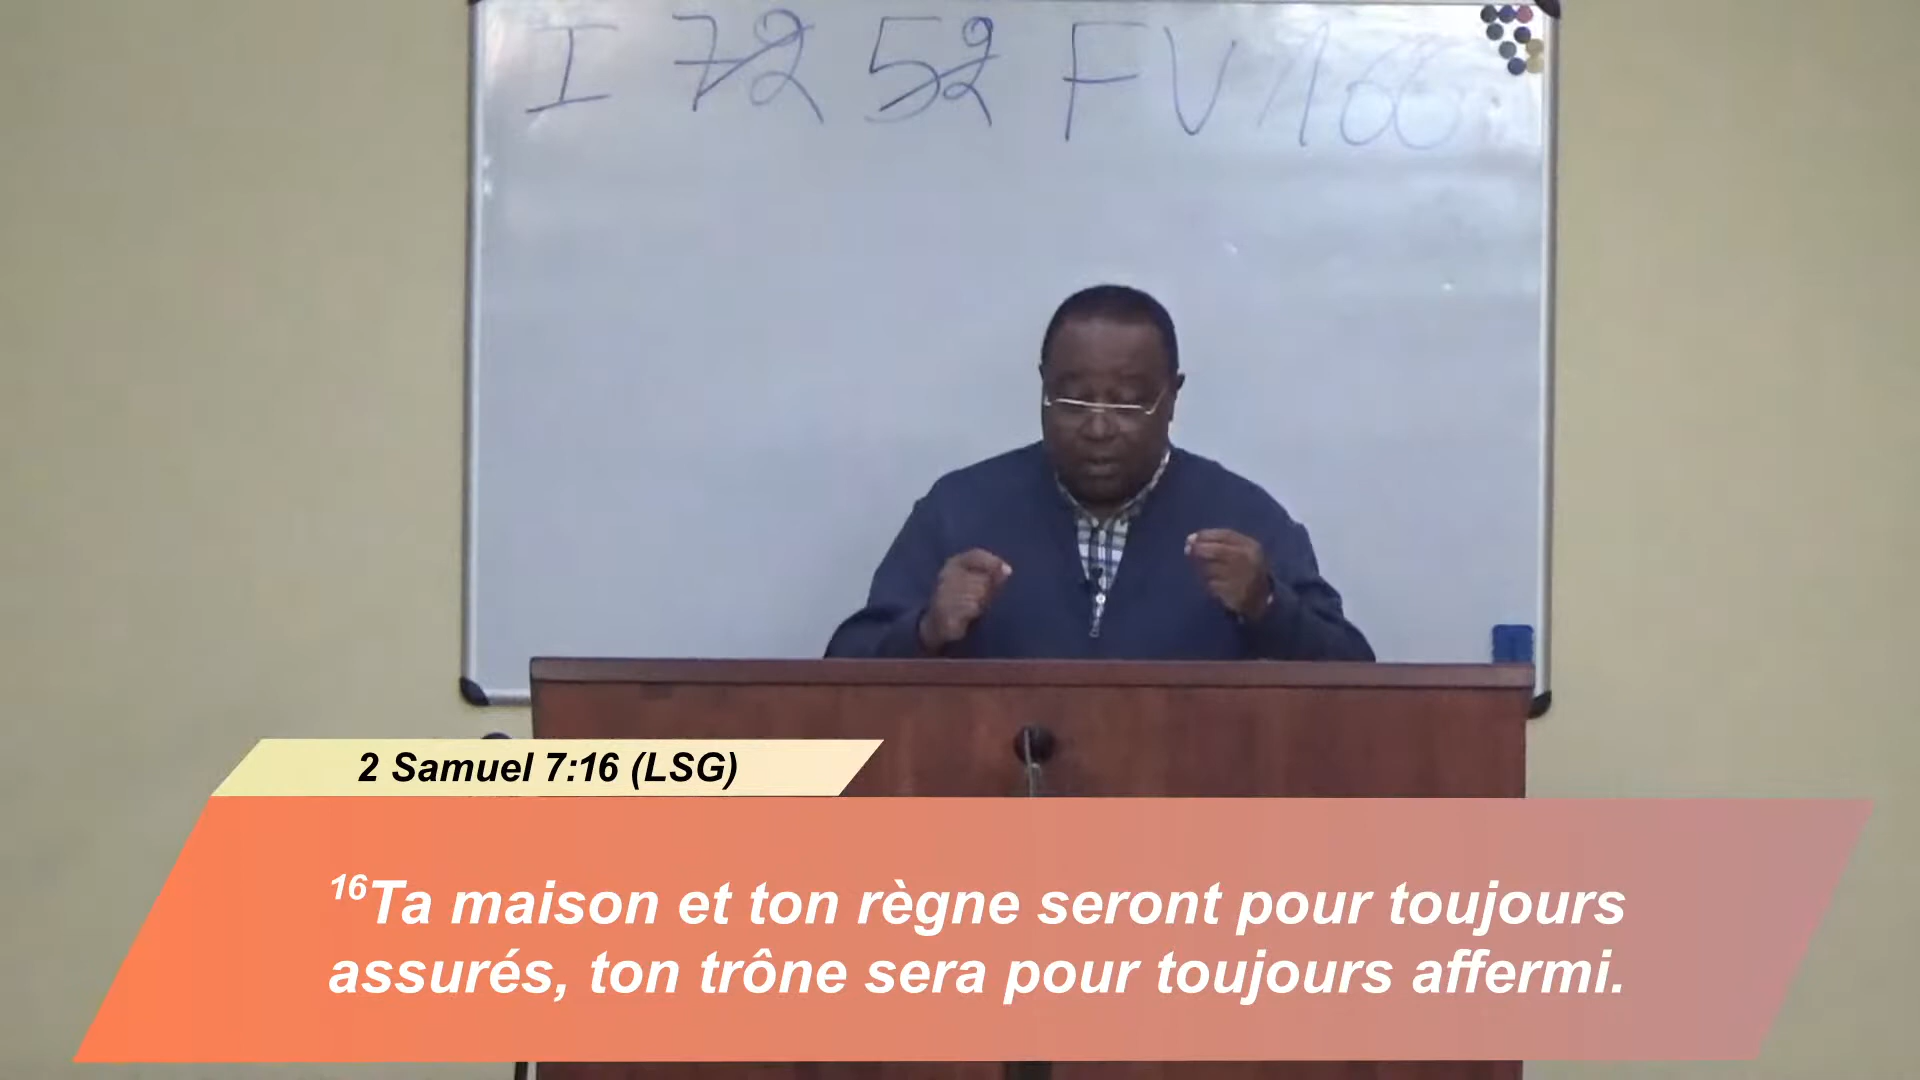 I 72 52 FV 166
2 Samuel 7:16 (LSG)
16Ta maison et ton règne seront pour toujours
assurés, ton trône sera pour toujours affermi.